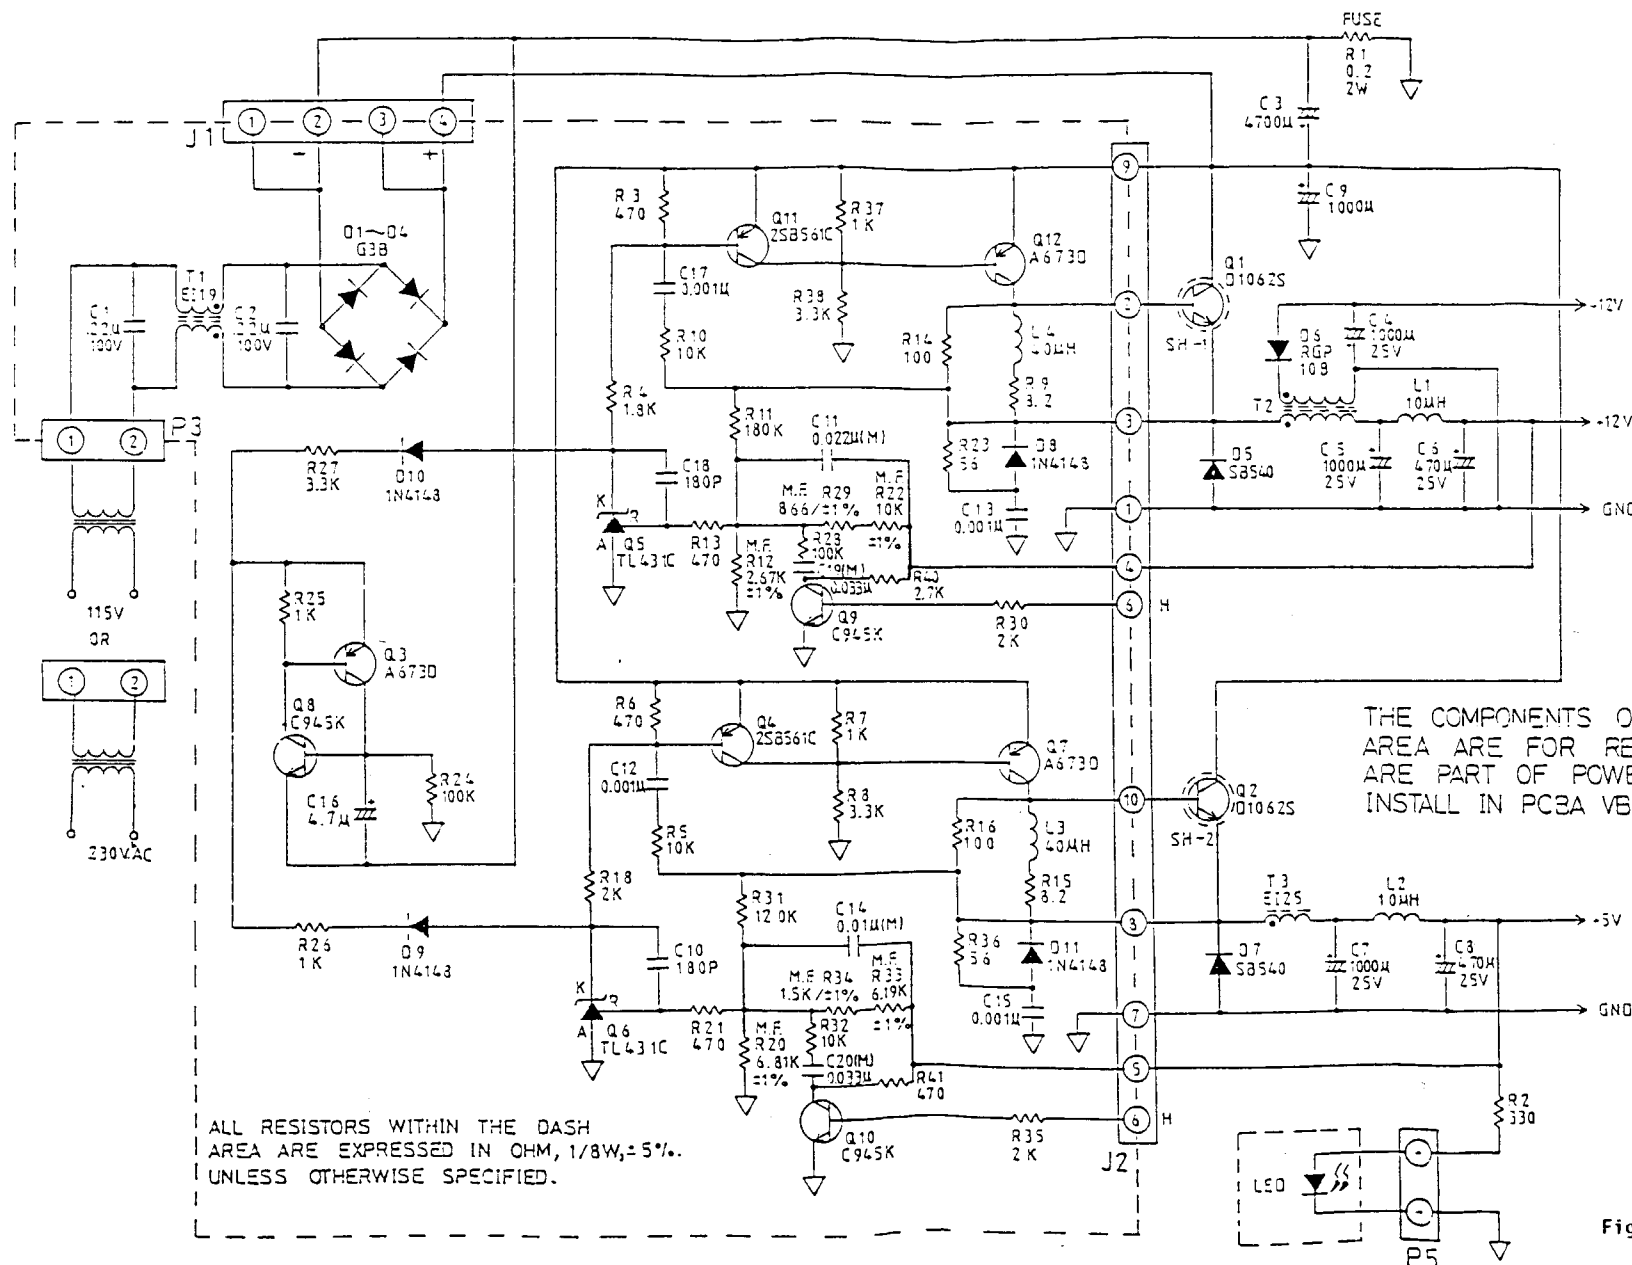 FUSE
R1
0.2
2W
C3
4700µ
J1
1
2
3
4
-
+
9
R3
470
Q11
2SB561C
R37
1K
Q12
A673D
C9
1000µ
D1~D4
G3B
T1
EI19
C1
.22µ
100V
C2
.22µ
100V
C17
0.001µ
R38
3.3K
R10
10K
R14
100
L4
40µH
2
Q1
D1062S
SH-1
D6
RGP
10B
C4
1000µ
25V
-12V
R4
1.8K
R9
8.2
R11
180K
C11
0.022µ(M)
3
T2
L1
10µH
+12V
P3
1
2
R27
3.3K
D10
1N4148
C18
180P
R23
56
D8
1N4148
D5
SB540
C5
1000µ
25V
C6
470µ
25V
M.F. R29
866/±1%
M.F.
R22
10K
±1%
C13
0.001µ
1
GND
K
R
A
Q5
TL431C
R13
470
M.F.
R12
2.67K
±1%
R28
100K
C19(M)
0.033µ
R40
2.7K
4
6
H
Q9
C945K
R30
2K
115V
OR
1
2
230VAC
R25
1K
Q3
A673D
Q8
C945K
R24
100K
C16
4.7µ
R6
470
Q4
2SB561C
R7
1K
Q7
A673D
C12
0.001µ
R8
3.3K
R5
10K
R16
100
L3
40µH
10
Q2
D1062S
SH-2
THE COMPONENTS O
AREA ARE FOR RE
ARE PART OF POWE
INSTALL IN PCBA VB
R18
2K
R31
120K
C14
0.01µ(M)
R15
8.2
8
T3
EI25
L2
10µH
+5V
R26
1K
D9
1N4148
C10
180P
R36
56
D11
1N4148
D7
SB540
C7
1000µ
25V
C8
470µ
25V
M.F. R34
1.5K/±1%
M.F.
R33
6.19K
±1%
C15
0.001µ
7
GND
K
R
A
Q6
TL431C
R21
470
M.F.
R20
6.81K
±1%
R32
10K
C20(M)
0.033µ
R41
470
5
6
H
Q10
C945K
R35
2K
J2
R2
330
ALL RESISTORS WITHIN THE DASH
AREA ARE EXPRESSED IN OHM, 1/8W,±5%.
UNLESS OTHERWISE SPECIFIED.
LED
P5
Fig